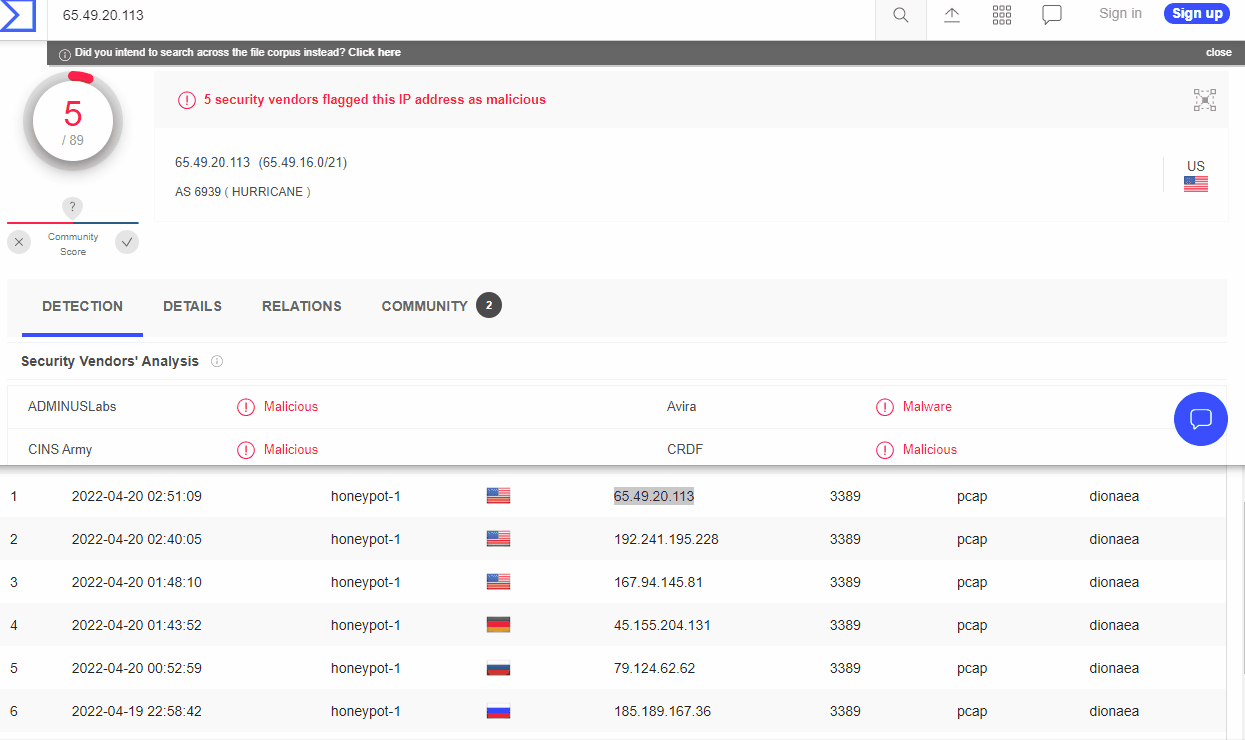 65.49.20.113 Sign in Sign up
Did you intend to search across the file corpus instead? Click here close
5
/ 89
5 security vendors flagged this IP address as malicious
65.49.20.113 (65.49.16.0/21)
AS 6939 ( HURRICANE )
US
?
Community
Score
DETECTION DETAILS RELATIONS COMMUNITY 2
Security Vendors' Analysis
ADMINUSLabs Malicious Avira Malware
CINS Army Malicious CRDF Malicious
1 2022-04-20 02:51:09 honeypot-1 65.49.20.113 3389 pcap dionaea
2 2022-04-20 02:40:05 honeypot-1 192.241.195.228 3389 pcap dionaea
3 2022-04-20 01:48:10 honeypot-1 167.94.145.81 3389 pcap dionaea
4 2022-04-20 01:43:52 honeypot-1 45.155.204.131 3389 pcap dionaea
5 2022-04-20 00:52:59 honeypot-1 79.124.62.62 3389 pcap dionaea
6 2022-04-19 22:58:42 honeypot-1 185.189.167.36 3389 pcap dionaea